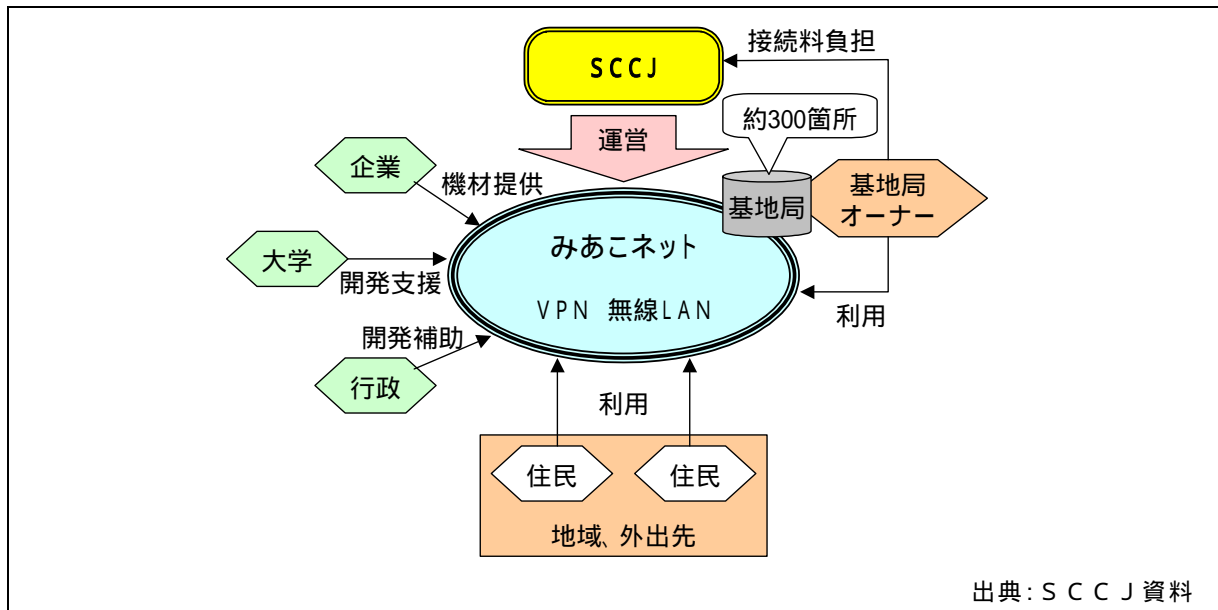 SCCJ
接続料負担
運営
約300箇所
企業
機材提供
基地局
基地局
オーナー
大学
開発支援
みあこネット
VPN 無線LAN
利用
開発補助
行政
利用
住民
住民
地域、外出先
出典:SCCJ資料